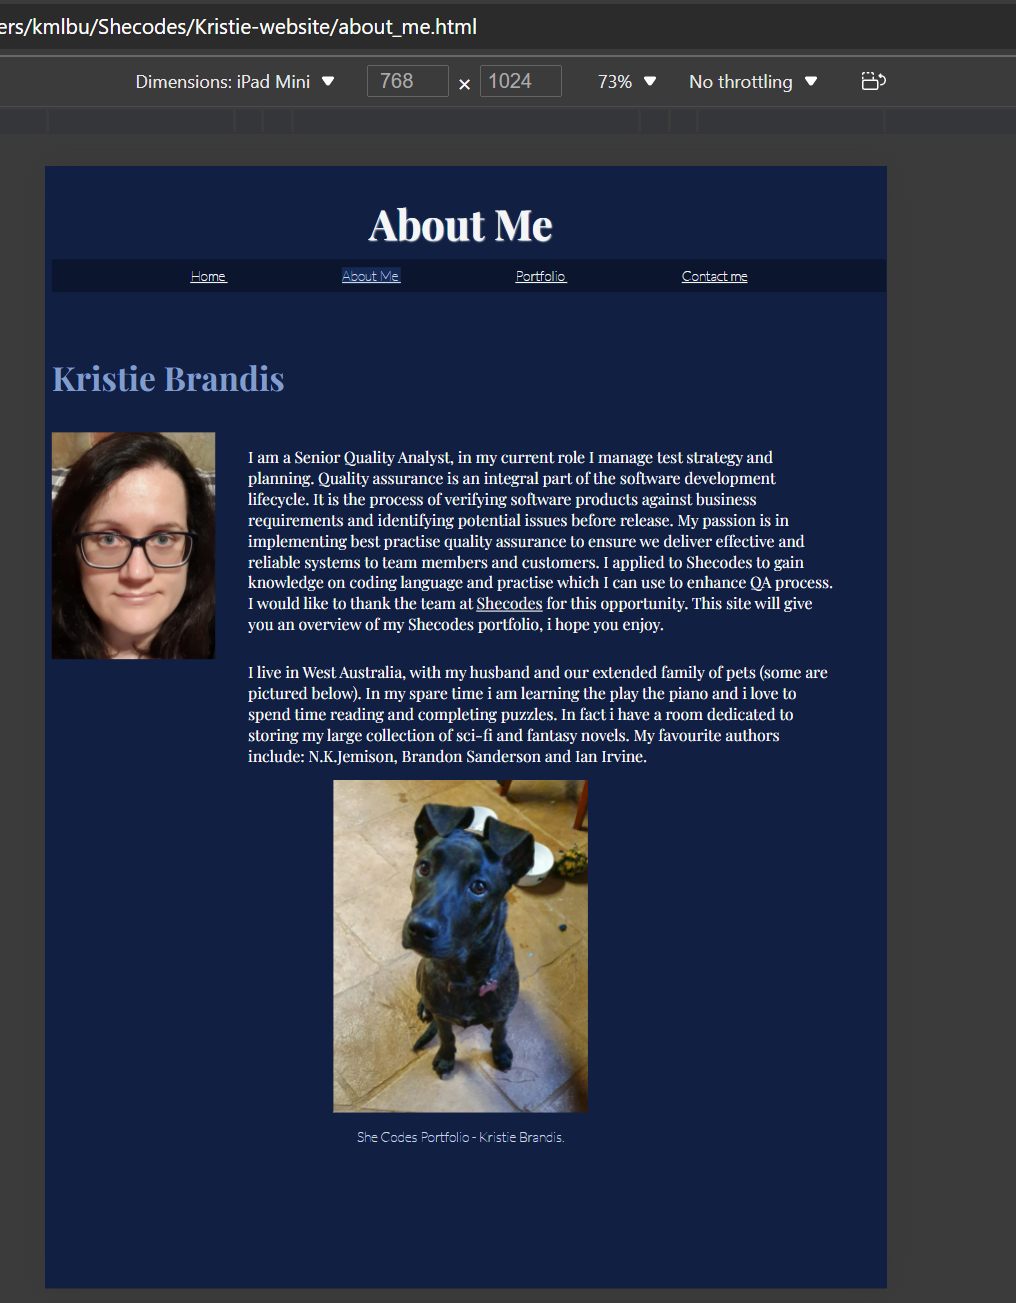 ers/kmlbu/Shecodes/Kristie-website/about_me.html
Dimensions: iPad Mini 768 × 1024 73% No throttling
About Me
Home About Me Portfolio Contact me
Kristie Brandis
I am a Senior Quality Analyst, in my current role I manage test strategy and
planning. Quality assurance is an integral part of the software development
lifecycle. It is the process of verifying software products against business
requirements and identifying potential issues before release. My passion is in
implementing best practise quality assurance to ensure we deliver effective and
reliable systems to team members and customers. I applied to Shecodes to gain
knowledge on coding language and practise which I can use to enhance QA process.
I would like to thank the team at Shecodes for this opportunity. This site will give
you an overview of my Shecodes portfolio, i hope you enjoy.
I live in West Australia, with my husband and our extended family of pets (some are
pictured below). In my spare time i am learning the play the piano and i love to
spend time reading and completing puzzles. In fact i have a room dedicated to
storing my large collection of sci-fi and fantasy novels. My favourite authors
include: N.K.Jemison, Brandon Sanderson and Ian Irvine.
She Codes Portfolio - Kristie Brandis.